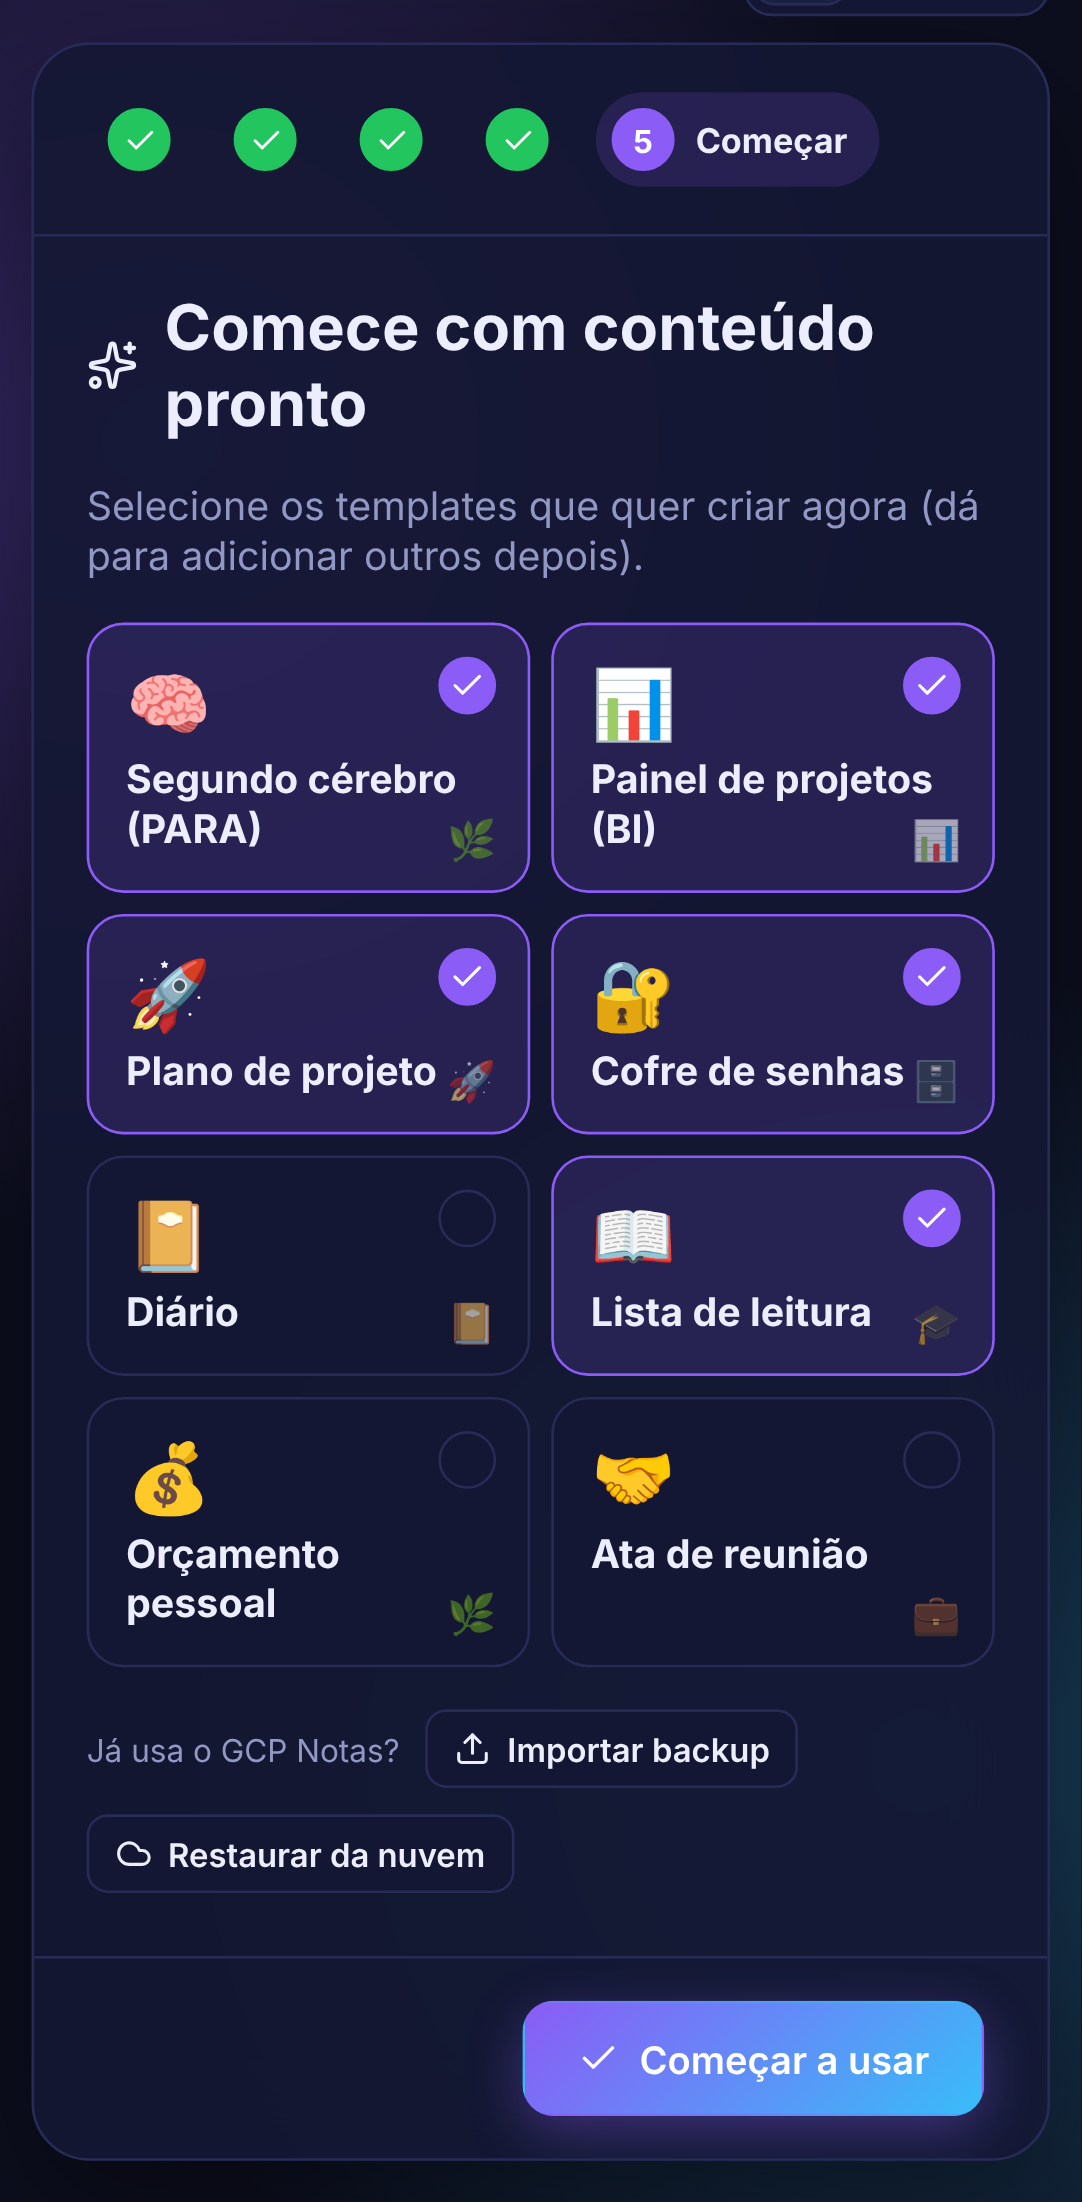 5 Começar
Comece com conteúdo
pronto
Selecione os templates que quer criar agora (dá
para adicionar outros depois).
Segundo cérebro
(PARA)
Painel de projetos
(BI)
Plano de projeto
Cofre de senhas
Diário
Lista de leitura
Orçamento
pessoal
Ata de reunião
Já usa o GCP Notas?
Importar backup
Restaurar da nuvem
Começar a usar